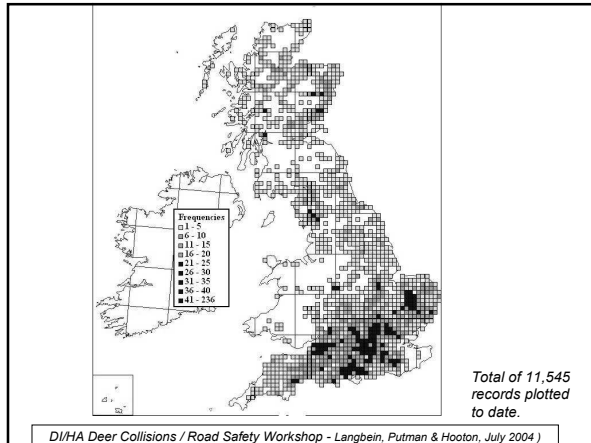 Frequencies
1 - 5
6 - 10
11 - 15
16 - 20
21 - 25
26 - 30
31 - 35
36 - 40
41 - 236
Total of 11,545
records plotted
to date.
DI/HA Deer Collisions / Road Safety Workshop - Langbein, Putman & Hooton, July 2004 )